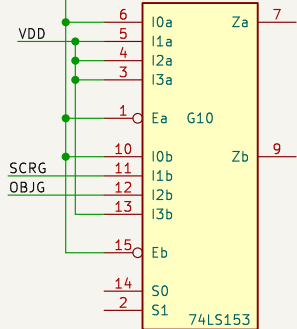 6 I0a Za 7
VDD 5 I1a
4 I2a
3 I3a
1 Ea G10
10 I0b Zb 9
SCRG 11 I1b
OBJG 12 I2b
13 I3b
15 Eb
14 S0
2 S1
74LS153